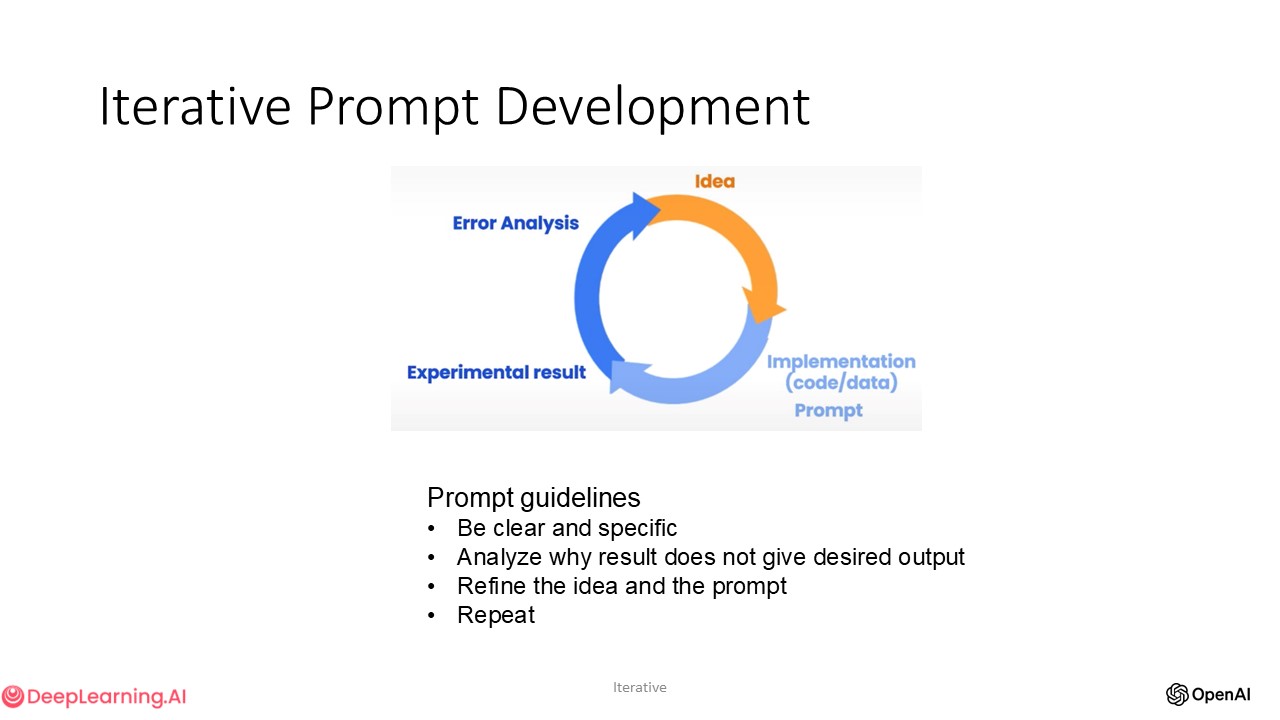 Iterative Prompt Development
Idea
Error Analysis
Experimental result
Implementation
(code/data)
Prompt
Prompt guidelines
• Be clear and specific
• Analyze why result does not give desired output
• Refine the idea and the prompt
• Repeat
DeepLearning.AI
Iterative
OpenAI